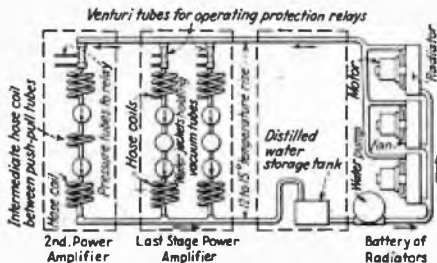 Venturi tubes for operating protection relays
Intermediate hose coil
between push-pull tubes
Hose coil
Pressure tubes to relay
Hose coils
Water jackets holding
vacuum tubes
12 to 15° temperature rise
Distilled
water
storage tank
Water pump
Motor
Fan
Radiator
2nd. Power
Amplifier
Last Stage Power
Amplifier
Battery of
Radiators